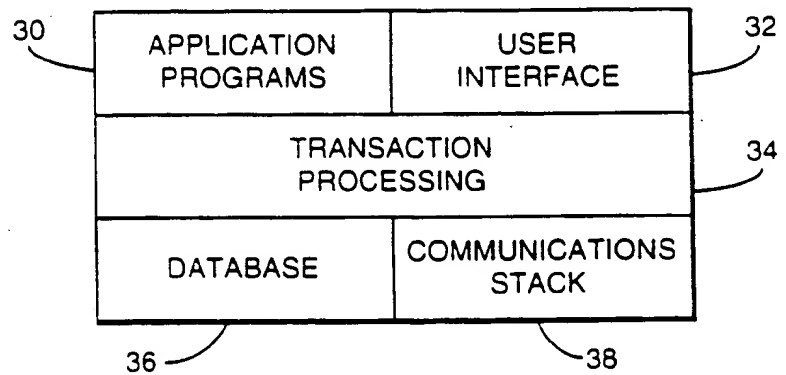 30
APPLICATION
PROGRAMS
USER
INTERFACE
32
TRANSACTION
PROCESSING
34
DATABASE
COMMUNICATIONS
STACK
36
38